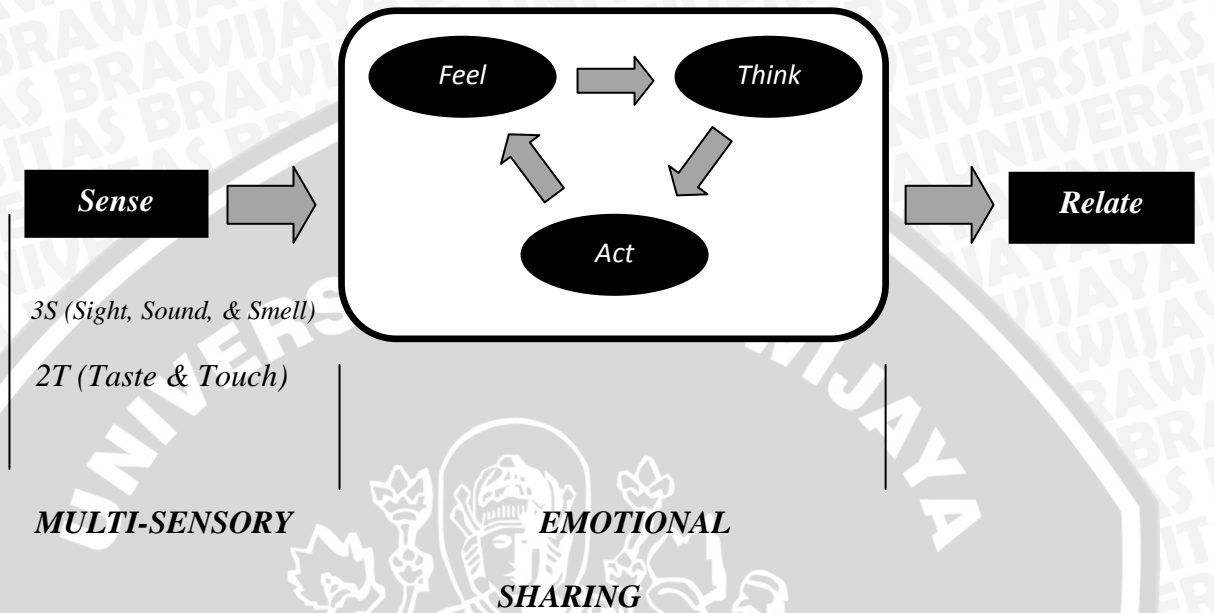 Feel
Think
Sense
Relate
Act
3S (Sight, Sound, & Smell)
2T (Taste & Touch)
MULTI-SENSORY
EMOTIONAL
SHARING